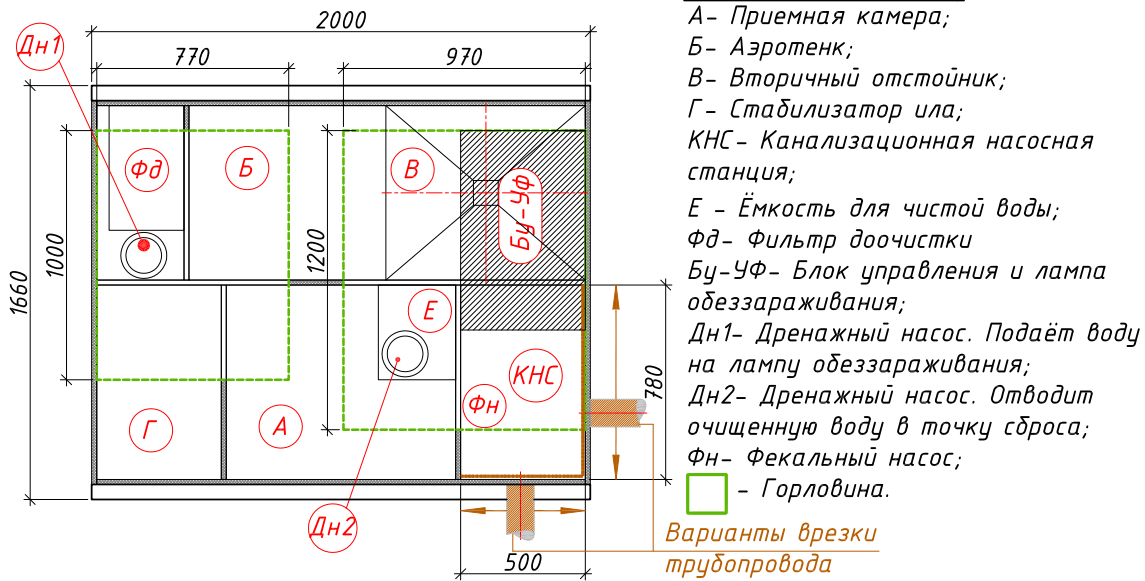 2000
770
970
Дн1
Фд
Б
В
Бу-Уф
1000
1200
1660
Е
КНС
780
Фн
Г
А
Дн2
500
А- Приемная камера;
Б- Аэротенк;
В- Вторичный отстойник;
Г- Стабилизатор ила;
КНС- Канализационная насосная
станция;
Е - Ёмкость для чистой воды;
Фд- Фильтр доочистки
Бу-УФ- Блок управления и лампа
обеззараживания;
Дн1- Дренажный насос. Подаёт воду
на лампу обеззараживания;
Дн2- Дренажный насос. Отводит
очищенную воду в точку сброса;
Фн- Фекальный насос;
- Горловина.
Варианты врезки
трубопровода